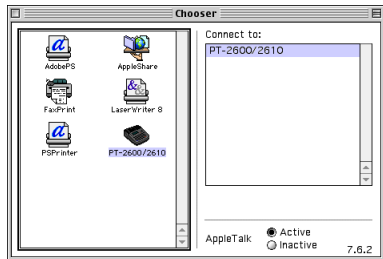 Chooser
AdobePS
AppleShare
FaxPrint
LaserWriter 8
PSPrinter
PT-2600/2610
Connect to:
PT-2600/2610
AppleTalk
Active
Inactive
7.6.2